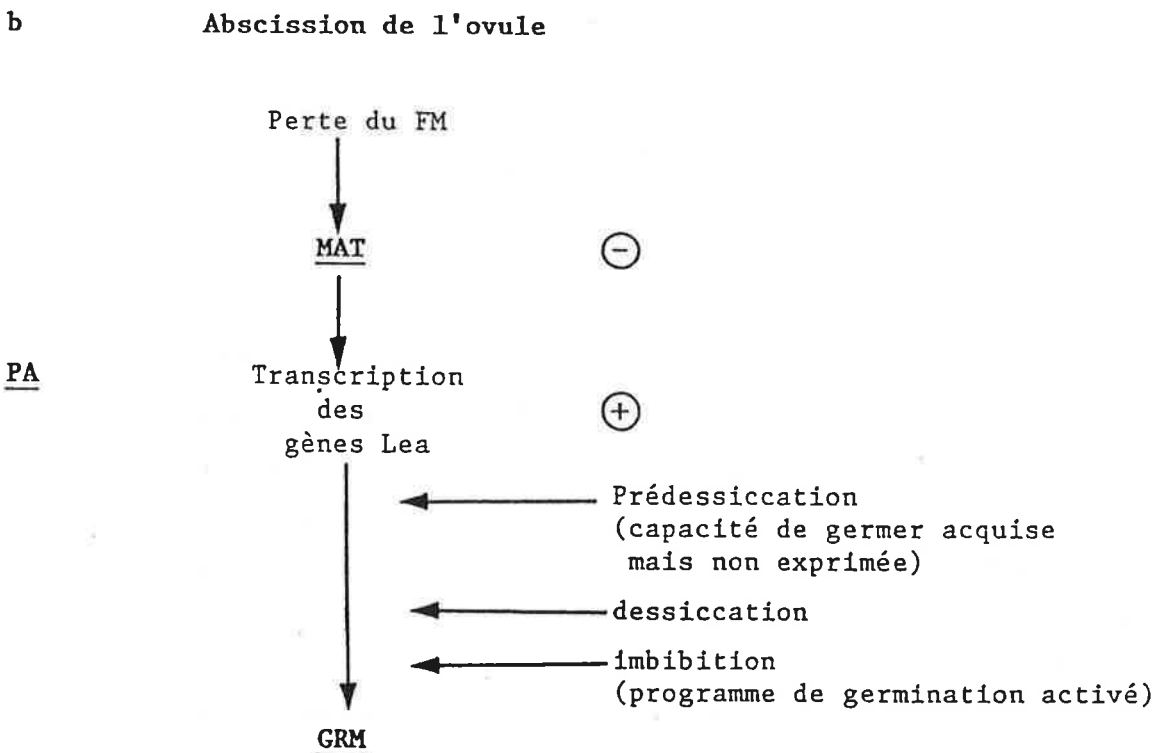 b Abscission de l'ovule
Perte du FM
MAT
−
PA
Transcription
des
gènes Lea
+
Prédessiccation
(capacité de germer acquise
mais non exprimée)
dessiccation
imbibition
(programme de germination activé)
GRM